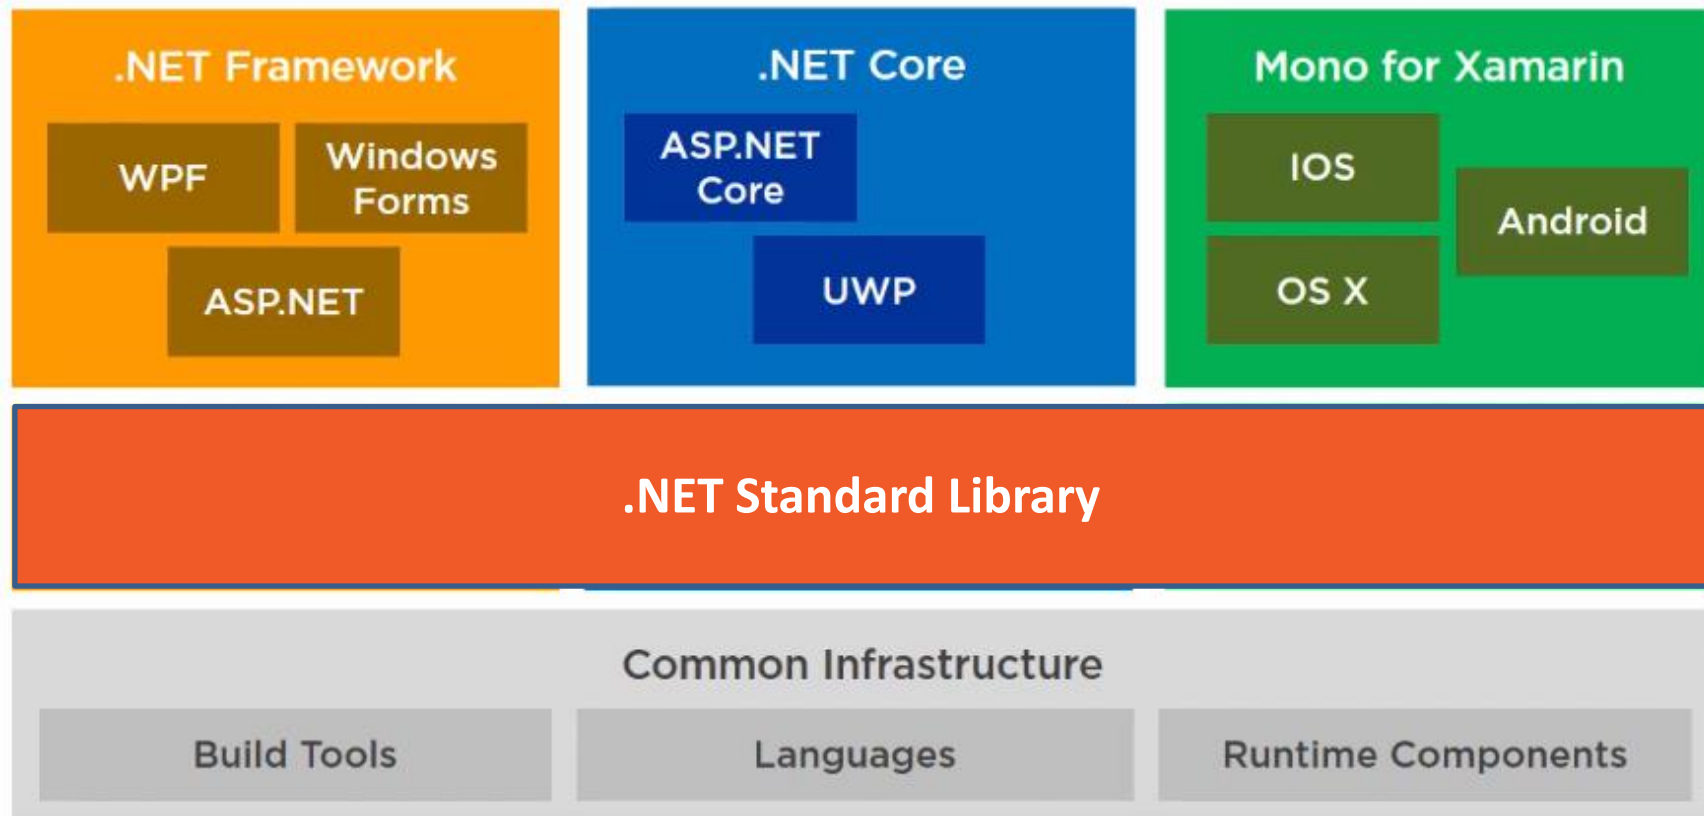 .NET Framework
WPF
Windows
Forms
ASP.NET
.NET Core
ASP.NET
Core
UWP
Mono for Xamarin
IOS
Android
OS X
.NET Standard Library
Common Infrastructure
Build Tools
Languages
Runtime Components